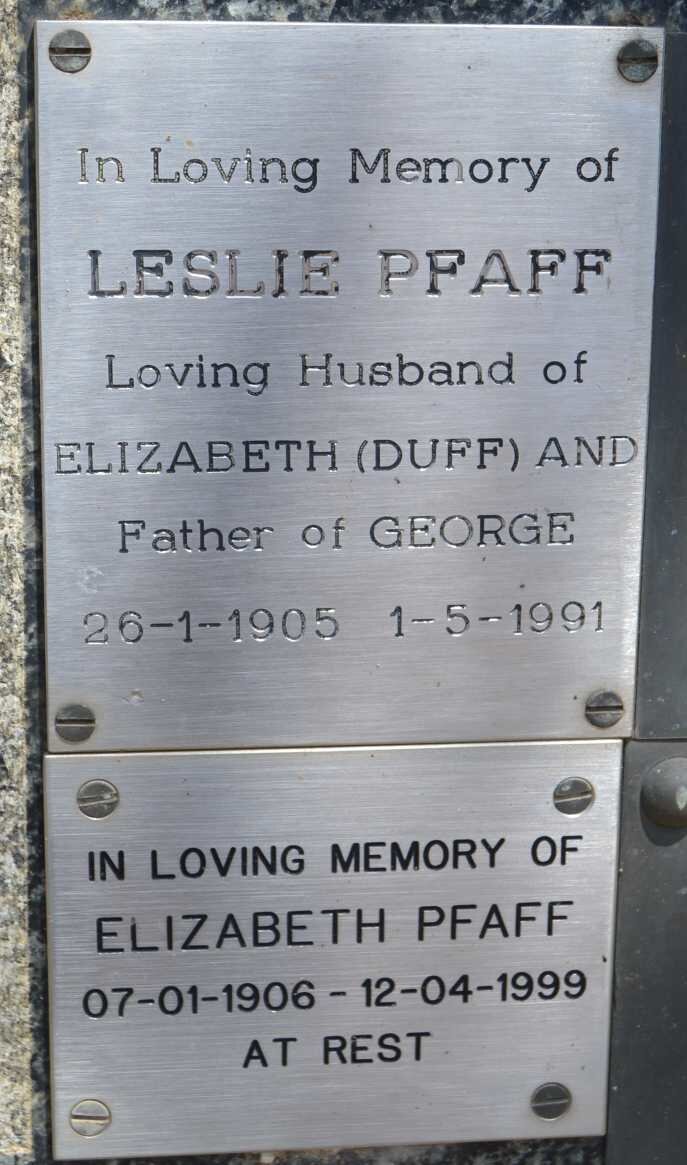 In Loving Memory of
LESLIE PFAFF
Loving Husband of
ELIZABETH (DUFF) AND
Father of GEORGE
26-1-1905 1-5-1991
IN LOVING MEMORY OF
ELIZABETH PFAFF
07-01-1906 - 12-04-1999
AT REST